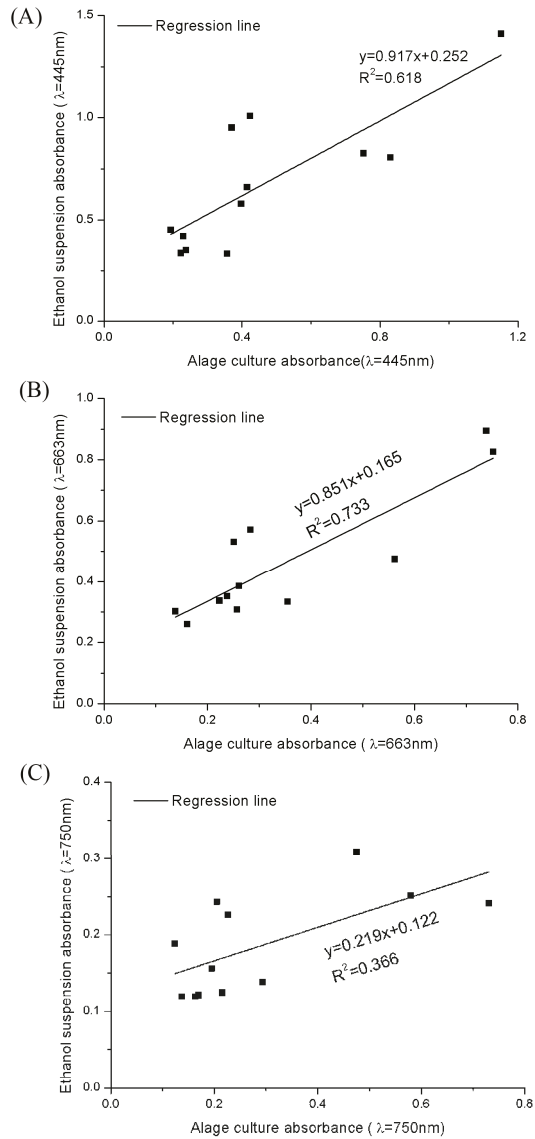 (A)
Regression line
y=0.917x+0.252
R²=0.618
1.5
1.0
0.5
0.0
Ethanol suspension absorbance ( λ=445nm)
0.0 0.4 0.8 1.2
Alage culture absorbance(λ=445nm)
(B)
Regression line
y=0.851x+0.165
R²=0.733
1.0
0.8
0.6
0.4
0.2
0.0
Ethanol suspension absorbance ( λ=663nm)
0.0 0.2 0.4 0.6 0.8
Alage culture absorbance ( λ=663nm)
(C)
Regression line
y=0.219x+0.122
R²=0.366
0.4
0.3
0.2
0.1
0.0
Ethanol suspension absorbance ( λ=750nm)
0.0 0.2 0.4 0.6 0.8
Alage culture absorbance ( λ=750nm)